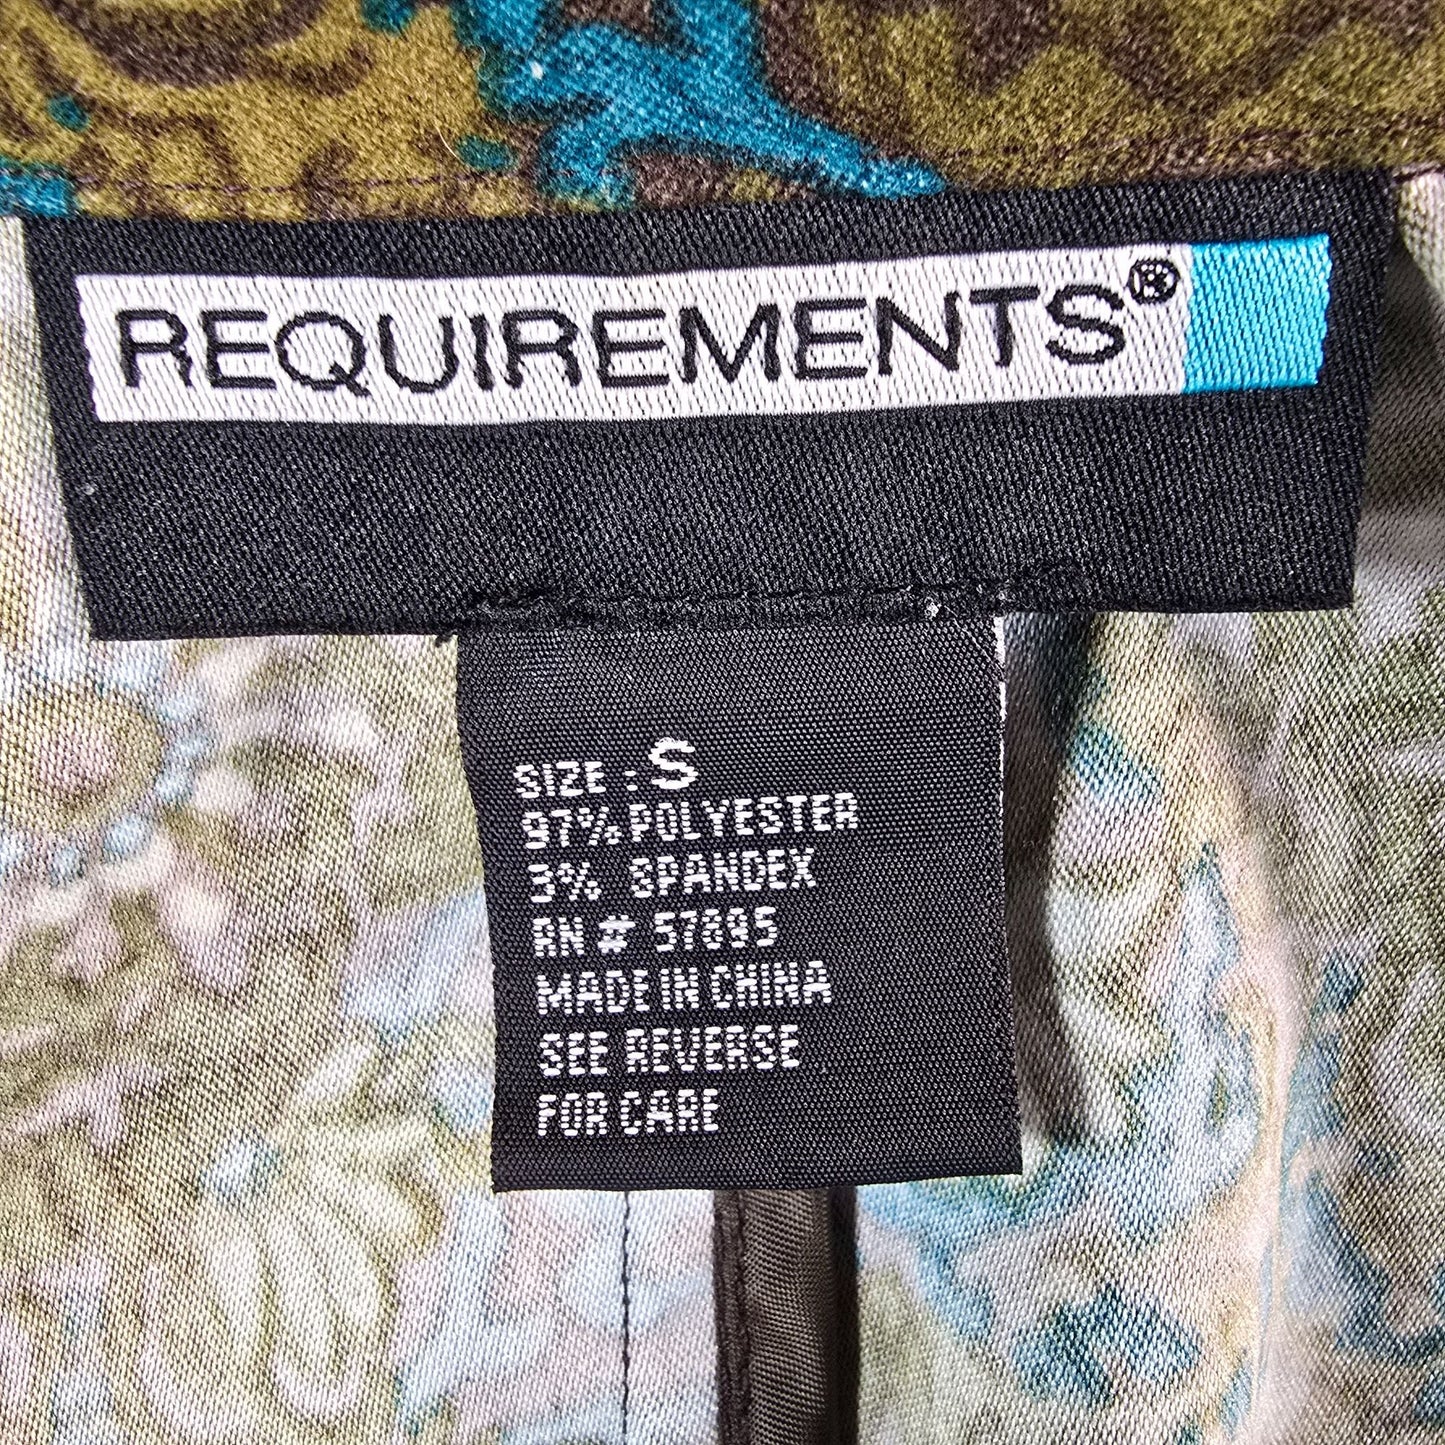 REQUIREMENTS®
SIZE : S
97% POLYESTER
3% SPANDEX
RN # 57895
MADE IN CHINA
SEE REVERSE
FOR CARE